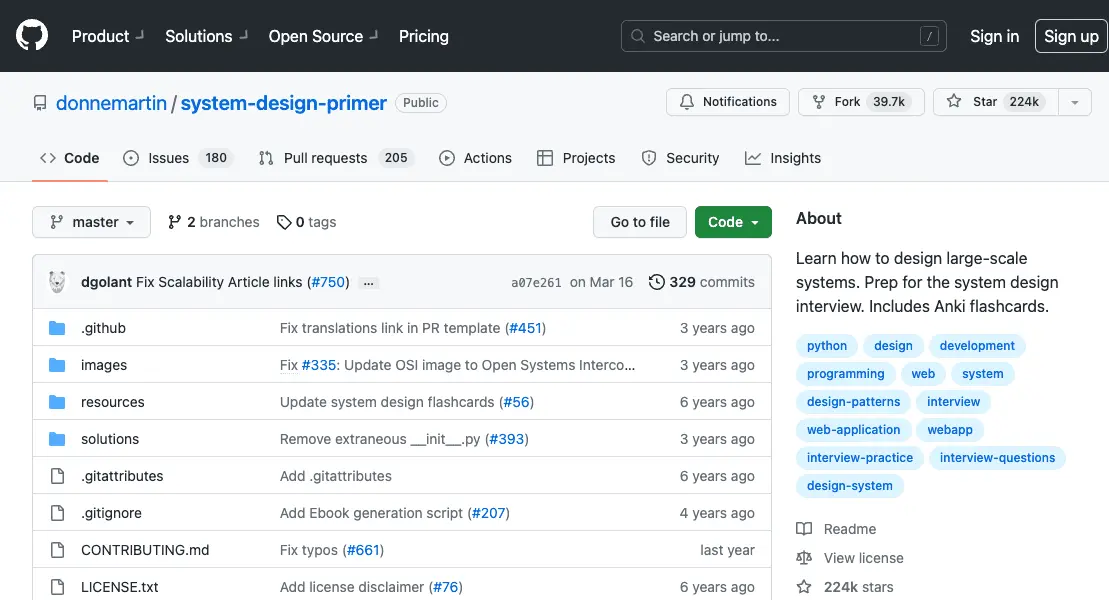 Product Solutions Open Source Pricing Search or jump to... / Sign in Sign up
donnemartin / system-design-primer Public Notifications Fork 39.7k Star 224k
Code Issues 180 Pull requests 205 Actions Projects Security Insights
master 2 branches 0 tags Go to file Code
dgolant Fix Scalability Article links (#750) ... a07e261 on Mar 16 329 commits
.github Fix translations link in PR template (#451) 3 years ago
images Fix #335: Update OSI image to Open Systems Interco... 3 years ago
resources Update system design flashcards (#56) 6 years ago
solutions Remove extraneous __init__.py (#393) 3 years ago
.gitattributes Add .gitattributes 6 years ago
.gitignore Add Ebook generation script (#207) 4 years ago
CONTRIBUTING.md Fix typos (#661) last year
LICENSE.txt Add license disclaimer (#76) 6 years ago
About
Learn how to design large-scale
systems. Prep for the system design
interview. Includes Anki flashcards.
python design development
programming web system
design-patterns interview
web-application webapp
interview-practice interview-questions
design-system
Readme
View license
224k stars